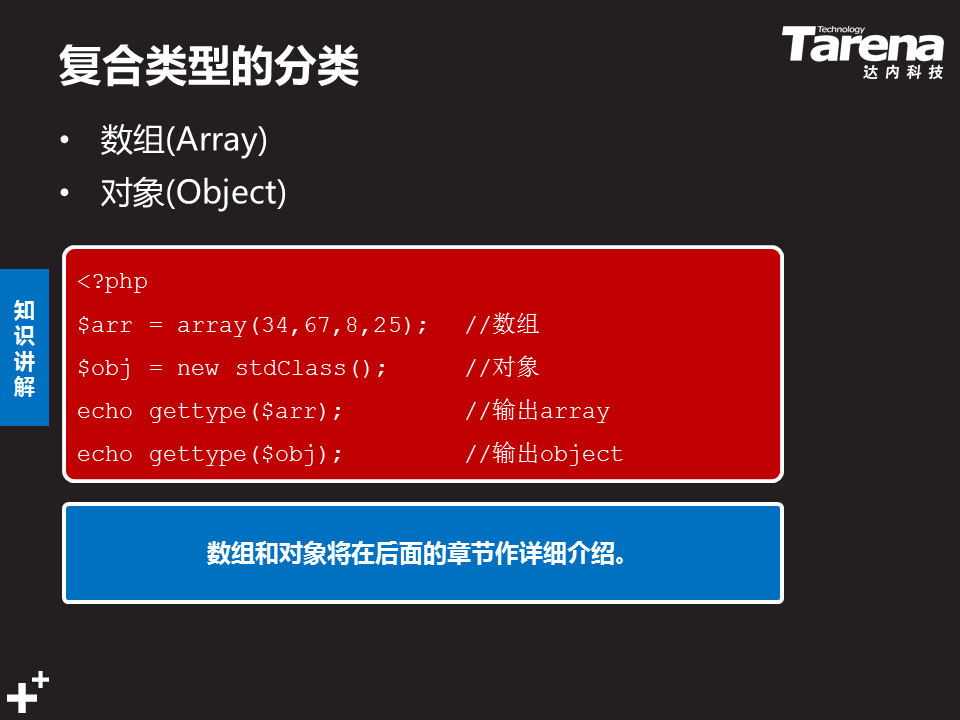 复合类型的分类
Technology
Tarena
达内科技
• 数组(Array)
• 对象(Object)
知识讲解
<?php
$arr = array(34,67,8,25); //数组
$obj = new stdClass(); //对象
echo gettype($arr); //输出array
echo gettype($obj); //输出object
数组和对象将在后面的章节作详细介绍。